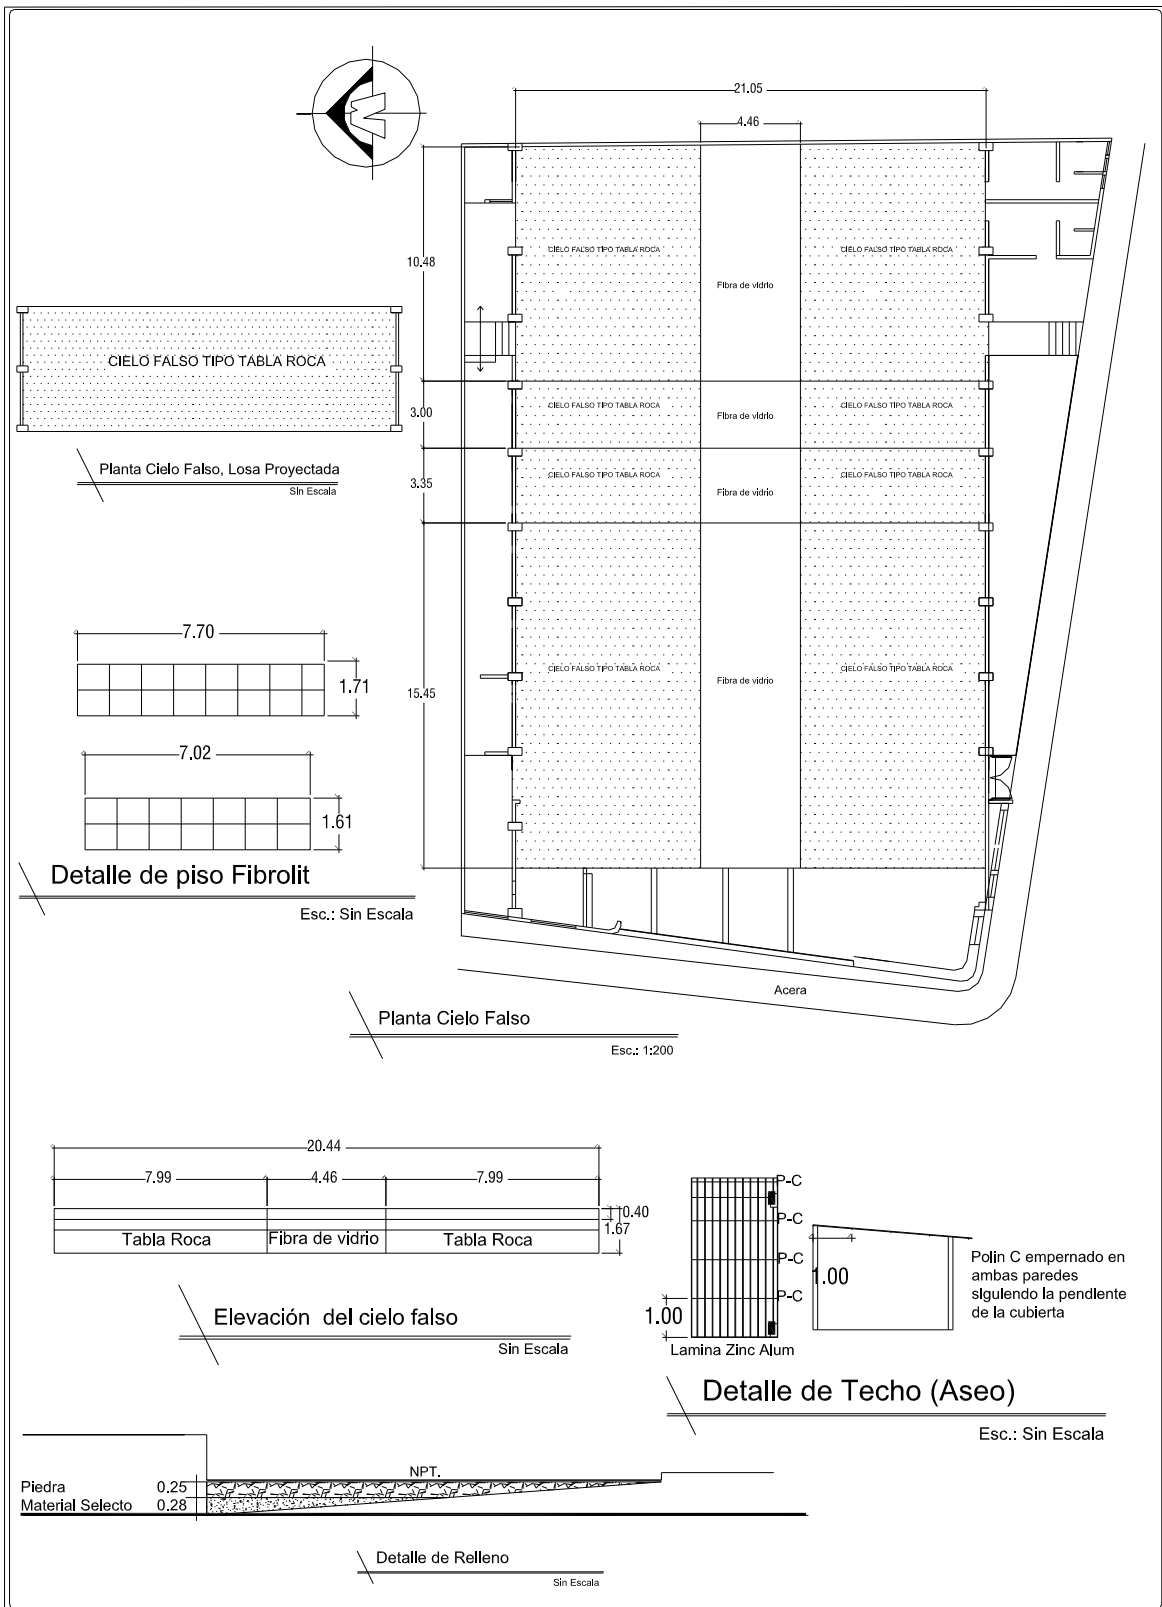 21.05
4.46
N
CIELO FALSO TIPO TABLA ROCA
CIELO FALSO TIPO TABLA ROCA
10.48
Fibra de vidrio
CIELO FALSO TIPO TABLA ROCA
CIELO FALSO TIPO TABLA ROCA
CIELO FALSO TIPO TABLA ROCA
3.00
Fibra de vidrio
Planta Cielo Falso, Losa Proyectada
Sin Escala
CIELO FALSO TIPO TABLA ROCA
CIELO FALSO TIPO TABLA ROCA
3.35
Fibra de vidrio
7.70
1.71
CIELO FALSO TIPO TABLA ROCA
CIELO FALSO TIPO TABLA ROCA
15.45
Fibra de vidrio
7.02
1.61
Detalle de piso Fibrolit
Esc.: Sin Escala
Acera
Planta Cielo Falso
Esc.: 1:200
20.44
7.99
4.46
7.99
0.40
1.67
Tabla Roca
Fibra de vidrio
Tabla Roca
Elevación del cielo falso
Sin Escala
P-C
P-C
P-C
P-C
1.00
1.00
Lamina Zinc Alum
Polin C empernado en
ambas paredes
siguiendo la pendiente
de la cubierta
Detalle de Techo (Aseo)
Esc.: Sin Escala
NPT.
Piedra 0.25
Material Selecto 0.28
Detalle de Relleno
Sin Escala